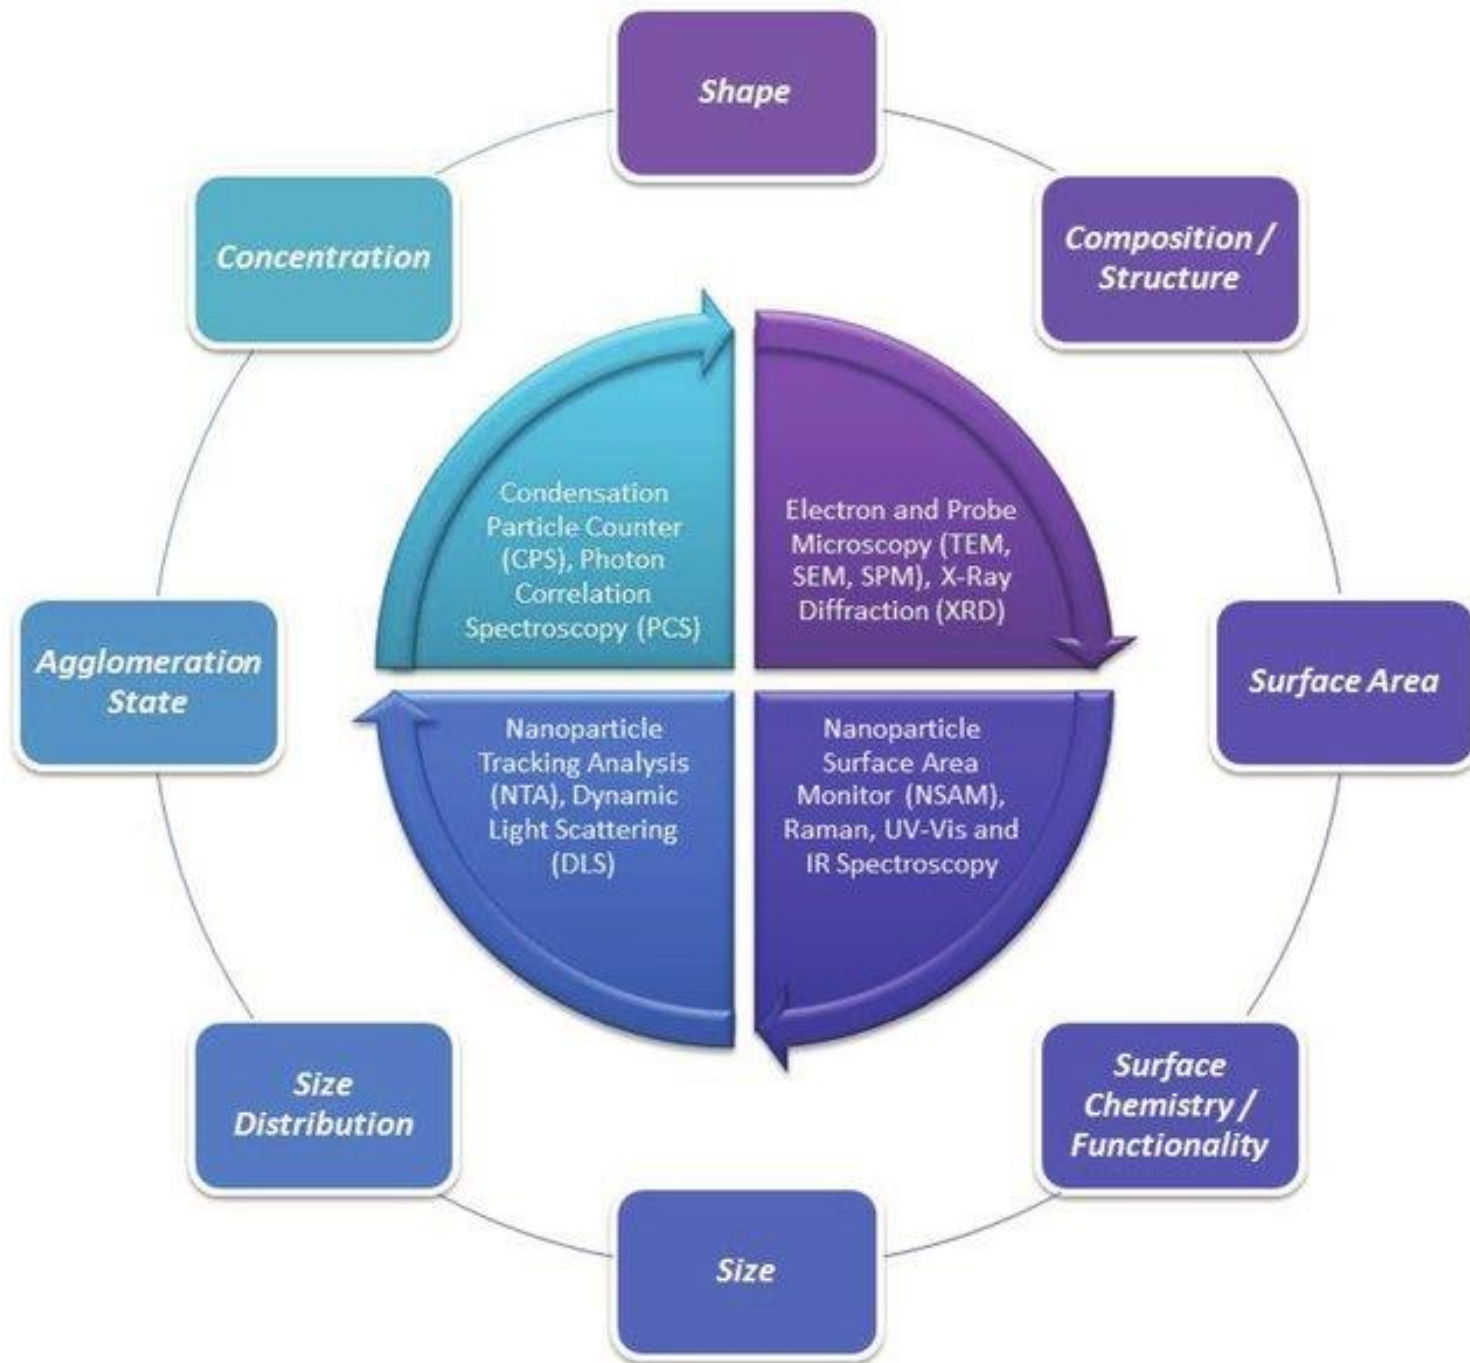 Shape
Concentration
Composition /
Structure
Condensation
Particle Counter
(CPS), Photon
Correlation
Spectroscopy (PCS)
Electron and Probe
Microscopy (TEM,
SEM, SPM), X-Ray
Diffraction (XRD)
Agglomeration
State
Surface Area
Nanoparticle
Tracking Analysis
(NTA), Dynamic
Light Scattering
(DLS)
Nanoparticle
Surface Area
Monitor (NSAM),
Raman, UV-Vis and
IR Spectroscopy
Size
Distribution
Surface
Chemistry /
Functionality
Size